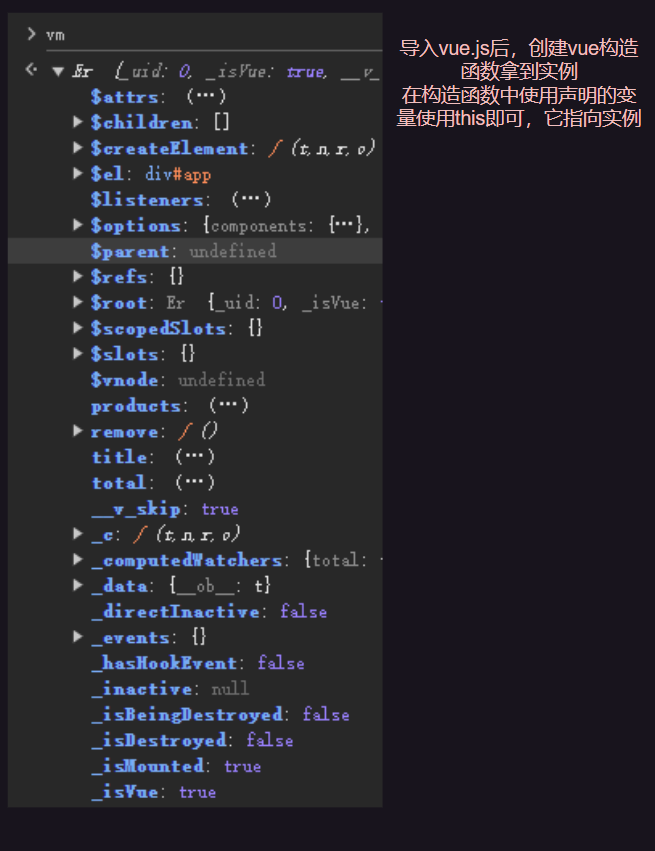 vm
Er {_uid: 0, _isVue: true, __v_
$attrs: (...)
$children: []
$createElement: ƒ (t,n,r,o)
$el: div#app
$listeners: (...)
$options: {components: {…},
$parent: undefined
$refs: {}
$root: Er {_uid: 0, _isVue:
$scopedSlots: {}
$slots: {}
$vnode: undefined
products: (...)
remove: ƒ ()
title: (...)
total: (...)
__v_skip: true
_c: ƒ (t,n,r,o)
_computedWatchers: {total:
_data: {__ob__: t}
_directInactive: false
_events: {}
_hasHookEvent: false
_inactive: null
_isBeingDestroyed: false
_isDestroyed: false
_isMounted: true
_isVue: true
导入vue.js后，创建vue构造
函数拿到实例
在构造函数中使用声明的变
量使用this即可，它指向实例